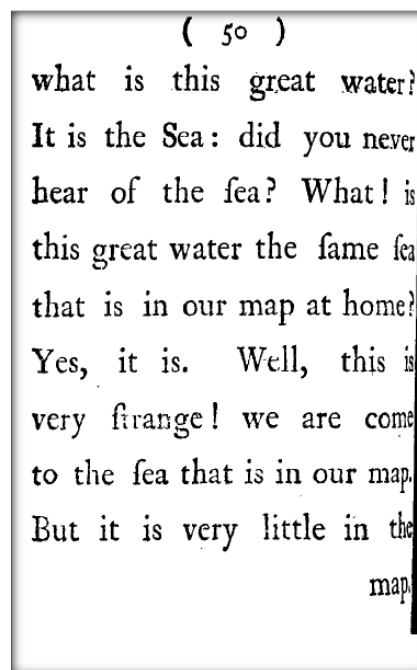 ( 50 )
what is this great water?
It is the Sea: did you never
hear of the ſea? What! is
this great water the ſame ſea
that is in our map at home?
Yes, it is. Well, this is
very ſtrange! we are come
to the ſea that is in our map.
But it is very little in the
map.